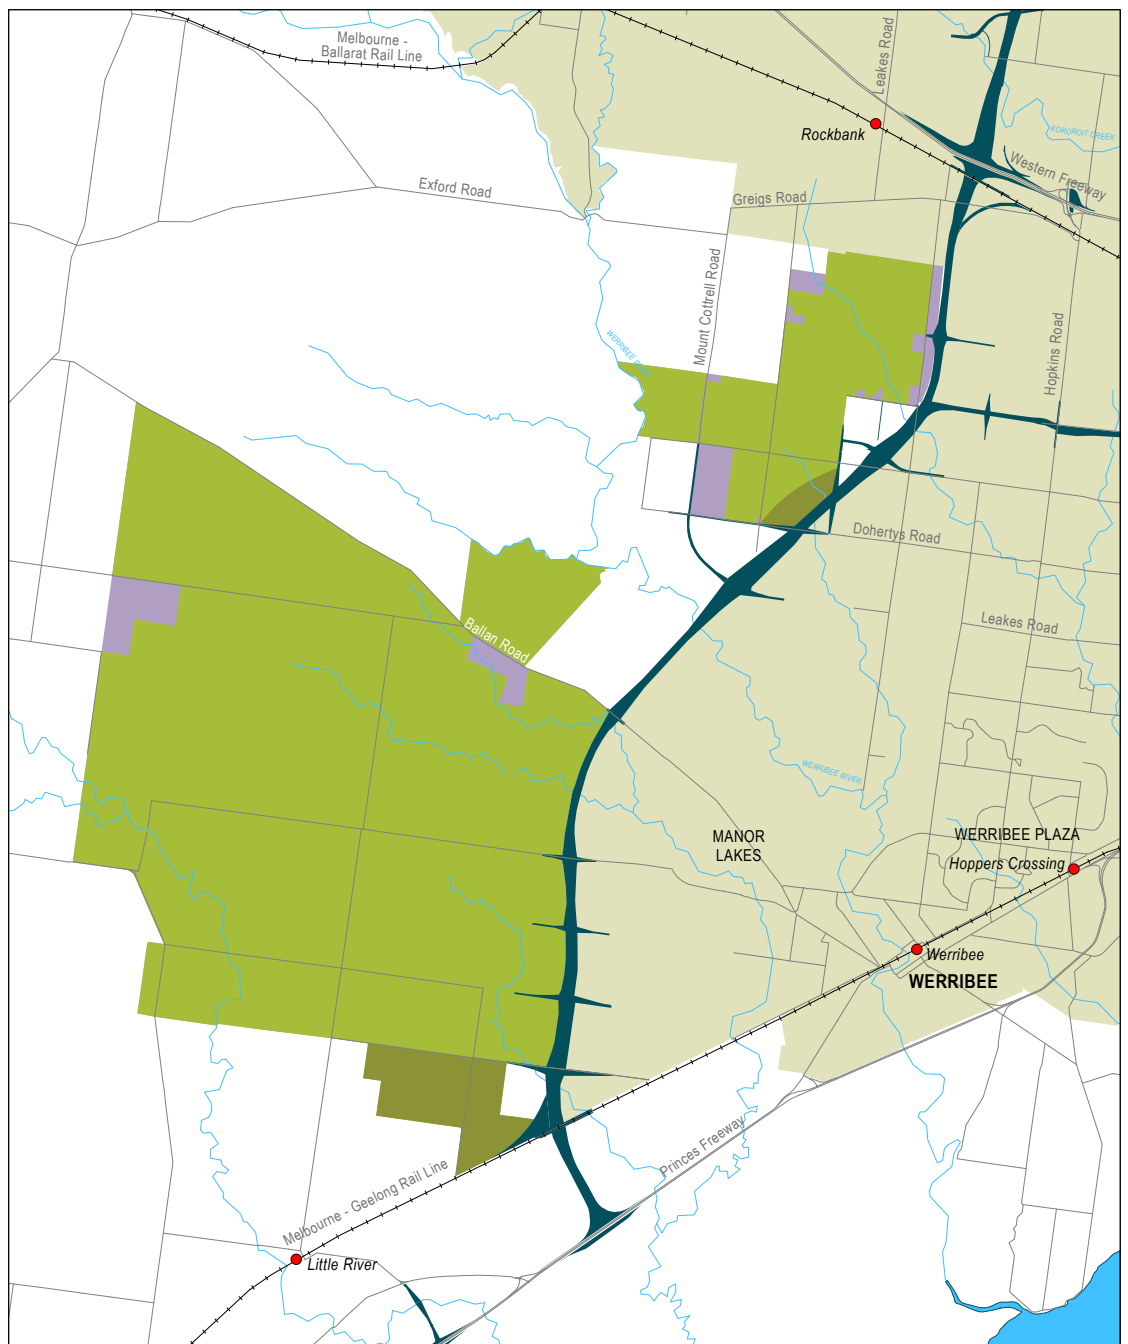 Melbourne -
Ballarat Rail Line
Leakes Road
Rockbank
KOROROIT CREEK
Western Freeway
Exford Road
Greigs Road
Mount Cottrell Road
Hopkins Road
WERRIBEE RIVER
Dohertys Road
Leakes Road
Ballan Road
WERRIBEE RIVER
MANOR
LAKES
WERRIBEE PLAZA
Hoppers Crossing
Werribee
WERRIBEE
Princes Freeway
Melbourne - Geelong Rail Line
Little River